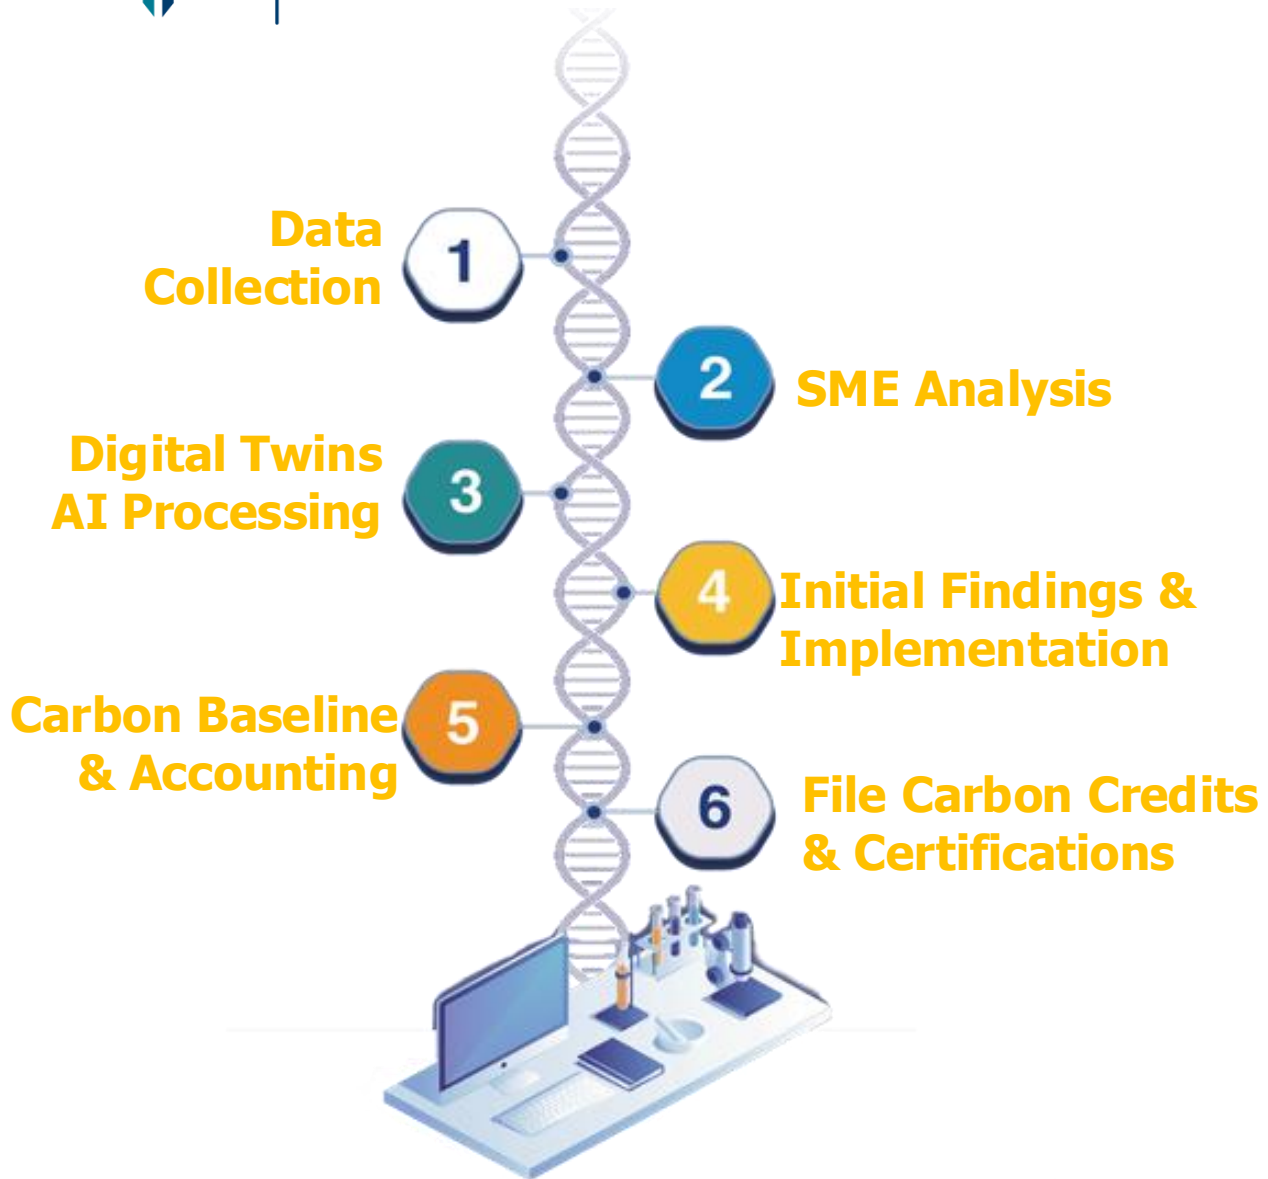 1
Data
Collection
2
SME Analysis
3
Digital Twins
AI Processing
4
Initial Findings &
Implementation
5
Carbon Baseline
& Accounting
6
File Carbon Credits
& Certifications